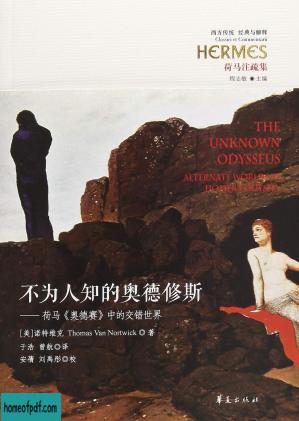 西方传统 经典与解释
Classici et Commentarii
HERMES
荷马注疏集
程志敏 ◎ 主编
THE
UNKNOWN
ODYSSEUS
ALTERNATE WORLDS IN
HOMER'S ODYSSEY
不为人知的奥德修斯
——荷马《奥德赛》中的交错世界
[美]诺特维克 Thomas Van Nortwick ◎ 著
于浩 曾航◎译
安蒨 刘禹彤◎校
华夏出版社
homeofpdf.com